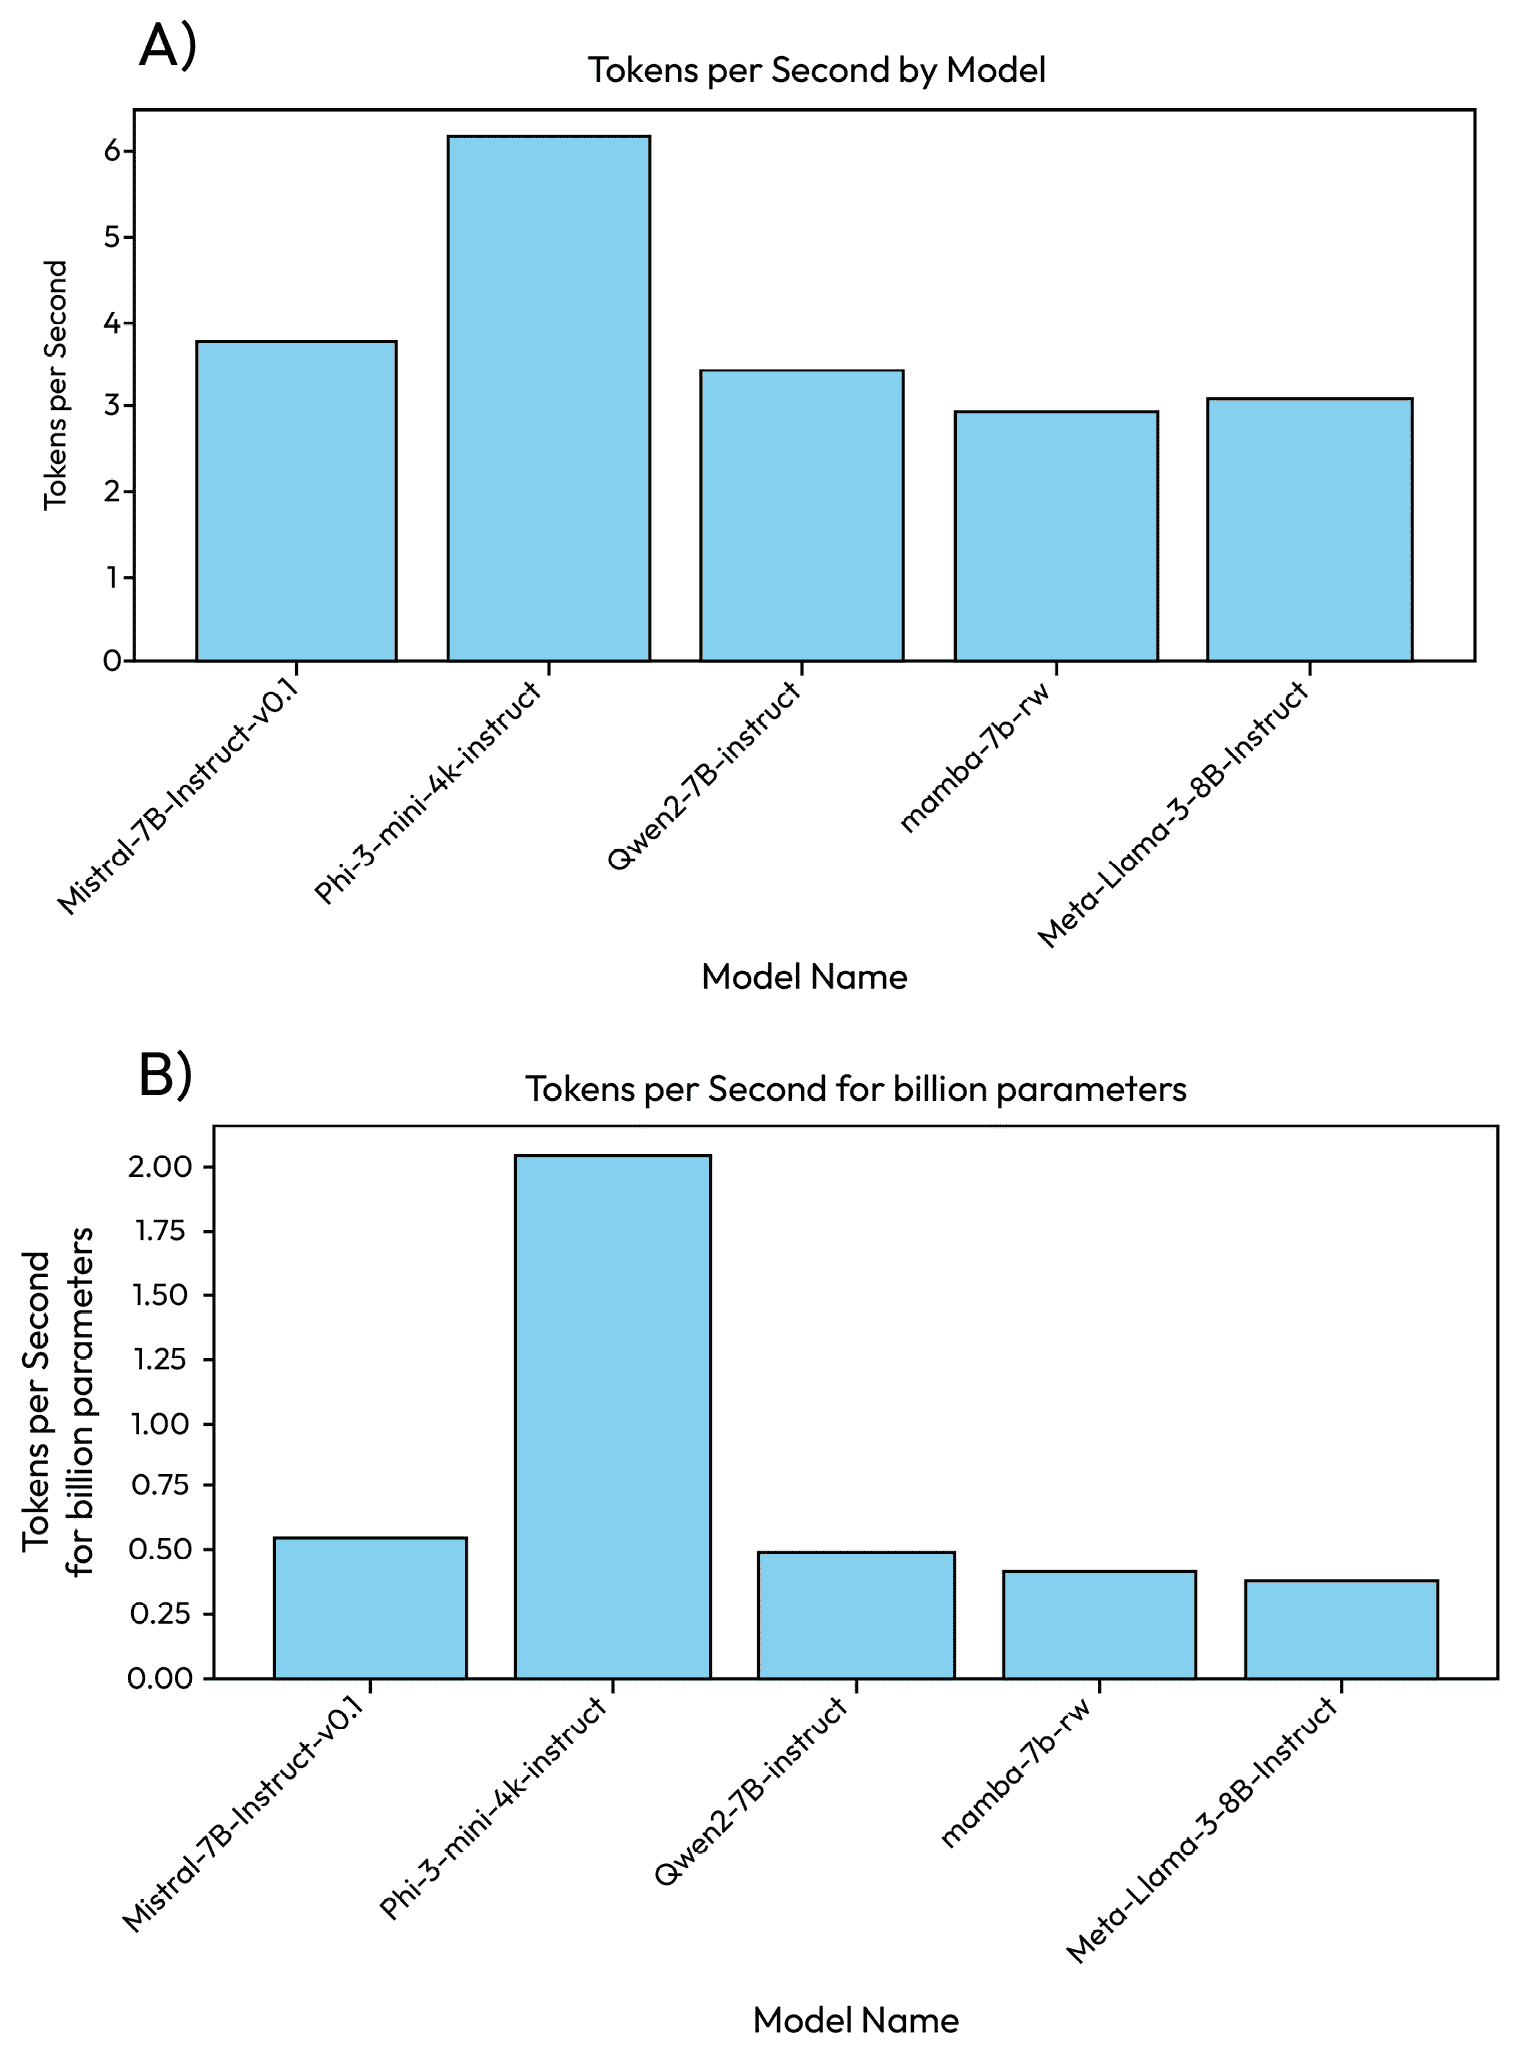 A)
Tokens per Second by Model
Tokens per Second
6
5
4
3
2
1
0
Mistral-7B-Instruct-v0.1
Phi-3-mini-4k-instruct
Qwen2-7B-instruct
mamba-7b-rw
Meta-Llama-3-8B-Instruct
Model Name
B)
Tokens per Second for billion parameters
Tokens per Second
for billion parameters
2.00
1.75
1.50
1.25
1.00
0.75
0.50
0.25
0.00
Mistral-7B-Instruct-v0.1
Phi-3-mini-4k-instruct
Qwen2-7B-instruct
mamba-7b-rw
Meta-Llama-3-8B-Instruct
Model Name